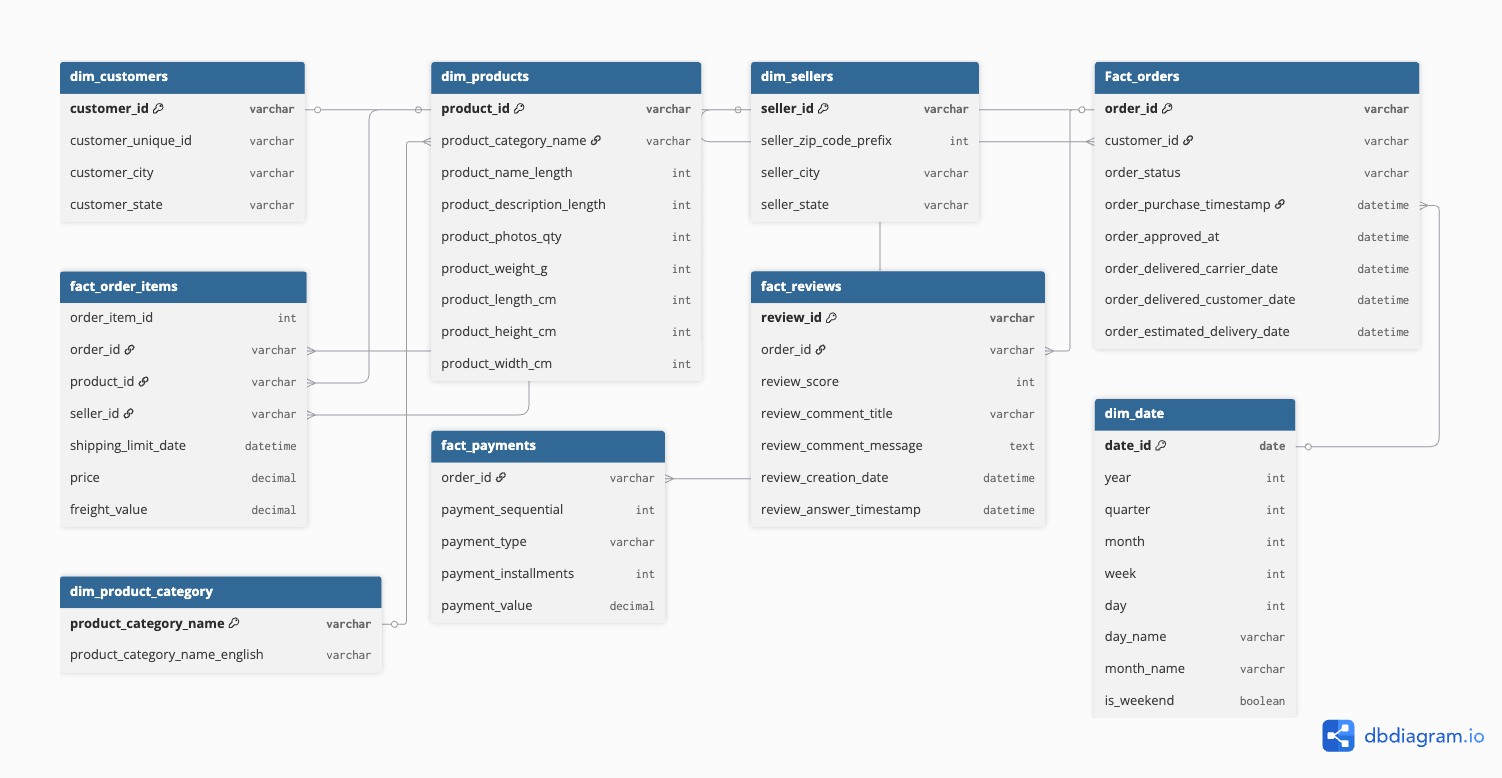 dim_customers
customer_id varchar
customer_unique_id varchar
customer_city varchar
customer_state varchar
dim_products
product_id varchar
product_category_name varchar
product_name_length int
product_description_length int
product_photos_qty int
product_weight_g int
product_length_cm int
product_height_cm int
product_width_cm int
dim_sellers
seller_id varchar
seller_zip_code_prefix int
seller_city varchar
seller_state varchar
Fact_orders
order_id varchar
customer_id varchar
order_status varchar
order_purchase_timestamp datetime
order_approved_at datetime
order_delivered_carrier_date datetime
order_delivered_customer_date datetime
order_estimated_delivery_date datetime
fact_order_items
order_item_id int
order_id varchar
product_id varchar
seller_id varchar
shipping_limit_date datetime
price decimal
freight_value decimal
fact_reviews
review_id varchar
order_id varchar
review_score int
review_comment_title varchar
review_comment_message text
review_creation_date datetime
review_answer_timestamp datetime
dim_date
date_id date
year int
quarter int
month int
week int
day int
day_name varchar
month_name varchar
is_weekend boolean
fact_payments
order_id varchar
payment_sequential int
payment_type varchar
payment_installments int
payment_value decimal
dim_product_category
product_category_name varchar
product_category_name_english varchar
dbdiagram.io